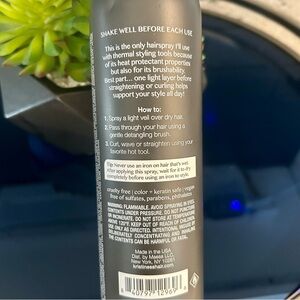 SHAKE WELL BEFORE EACH USE
This is the only hairspray I'll use
with thermal styling tools because
of its heat protectant properties
but also for its brushability.
Best part... one light layer before
straightening or curling helps
support your style all day!
How to:
1. Spray a light veil over dry hair.
2. Pass through your hair using a
gentle detangling brush.
3. Curl, wave or straighten using your
favorite hot tool.
Tip: Never use an iron on hair that's wet.
After applying this spray, wait for it to dry
completely before using an iron to style.
cruelty free | color + keratin safe | vegan
free of sulfates, parabens, phthalates
WARNING: FLAMMABLE. AVOID SPRAYING IN EYES.
CONTENTS UNDER PRESSURE. DO NOT PUNCTURE
OR INCINERATE. DO NOT STORE AT TEMPERATURE
ABOVE 120°F. KEEP OUT OF REACH OF CHILDREN.
USE ONLY AS DIRECTED. INTENTIONAL MISUSE BY
DELIBERATELY CONCENTRATING AND INHALING
THE CONTENTS CAN BE HARMFUL OR FATAL.
Made in the USA
Dist. by Maesa LLC
New York, NY
kristinesshair.com